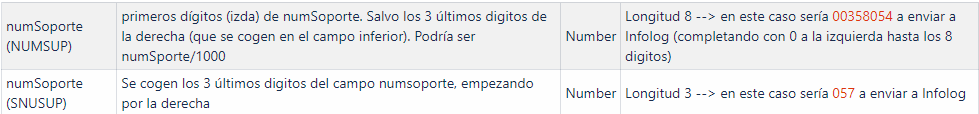 numSoporte
(NUMSUP)
primeros dígitos (izda) de numSoporte. Salvo los 3 últimos digitos de
la derecha (que se cogen en el campo inferior). Podría ser
numSporte/1000
Number
Longitud 8 --> en este caso sería 00358054 a enviar a
Infolog (completando con 0 a la izquierda hasta los 8
digitos)
numSoporte
(SNUSUP)
Se cogen los 3 últimos digitos del campo numsoporte, empezando
por la derecha
Number
Longitud 3 --> en este caso sería 057 a enviar a Infolog